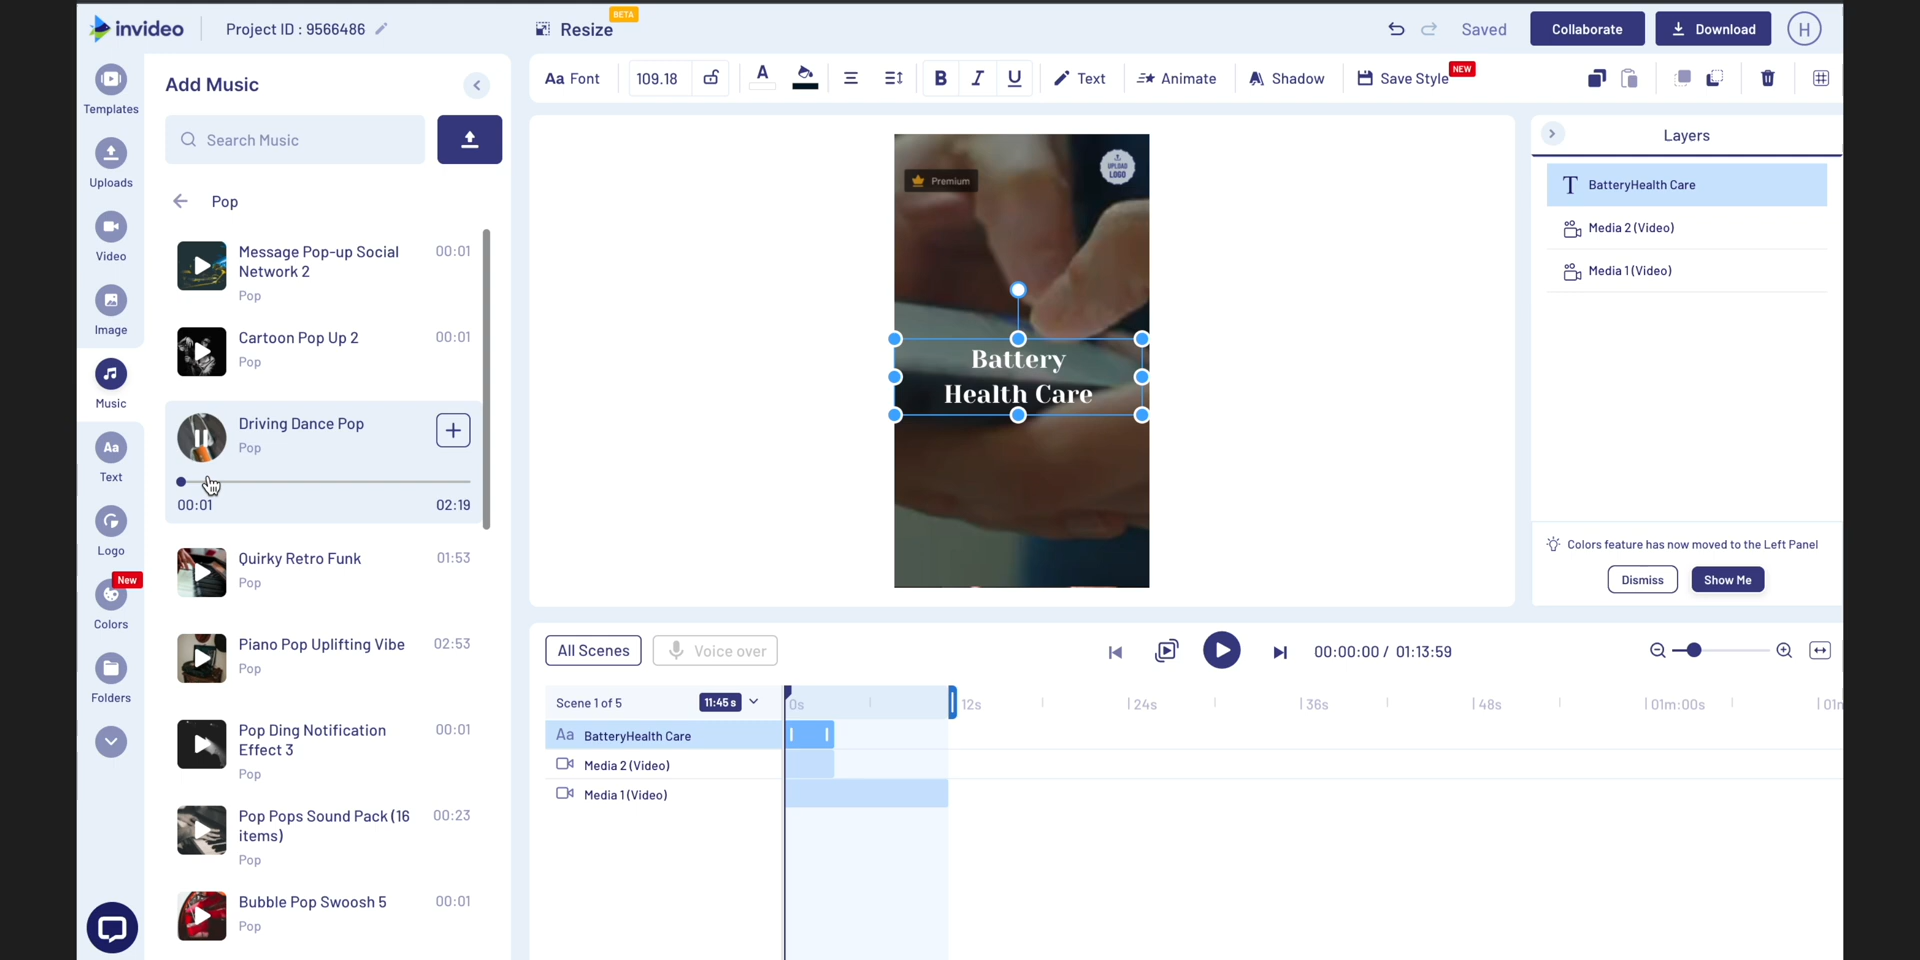 invideo
Project ID : 9566486
Resize
BETA
Saved
Collaborate
Download
H
Templates
Uploads
Video
Image
Music
Aa
Text
Logo
New
Colors
Folders
Add Music
Search Music
Pop
Message Pop-up Social
Network 2
00:01
Pop
Cartoon Pop Up 2
00:01
Pop
Driving Dance Pop
Pop
00:01
02:19
Quirky Retro Funk
01:53
Pop
Piano Pop Uplifting Vibe
02:53
Pop
Pop Ding Notification
Effect 3
00:01
Pop
Pop Pops Sound Pack (16
items)
00:23
Pop
Bubble Pop Swoosh 5
00:01
Pop
Aa Font
109.18
A
B
I
U
Text
Animate
Shadow
Save Style
NEW
Premium
UPLOAD
LOGO
Battery
Health Care
Layers
T BatteryHealth Care
Media 2 (Video)
Media 1 (Video)
Colors feature has now moved to the Left Panel
Dismiss
Show Me
All Scenes
Voice over
00:00:00 / 01:13:59
Scene 1 of 5
11:45 s
0s
12s
24s
36s
48s
01m:00s
Aa BatteryHealth Care
Media 2 (Video)
Media 1 (Video)